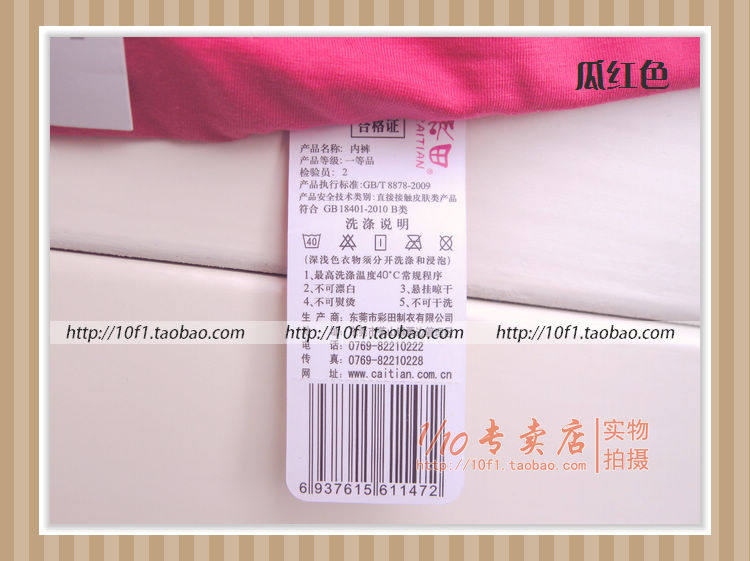 瓜红色
合格证
田
CAITIAN®
产品名称: 内裤
产品等级: 一等品
检验员: 2
产品执行标准: GB/T 8878-2009
产品安全技术类别: 直接接触皮肤类产品
符合 GB 18401-2010 B类
洗涤说明
40
(深浅色衣物须分开洗涤和浸泡)
1、最高洗涤温度40°C常规程序
2、不可漂白 3、悬挂晾干
4、不可熨烫 5、不可干洗
生产商: 东莞市彩田制衣有限公司
http://10f1.taobao.com http://10f1.taobao.com http://10f1.taobao.com
电话: 0769-82210222
传真: 0769-82210228
网址: www.caitian.com.cn
1/10专卖店 实物
http://10f1.taobao.com 拍摄
6 937615 611472